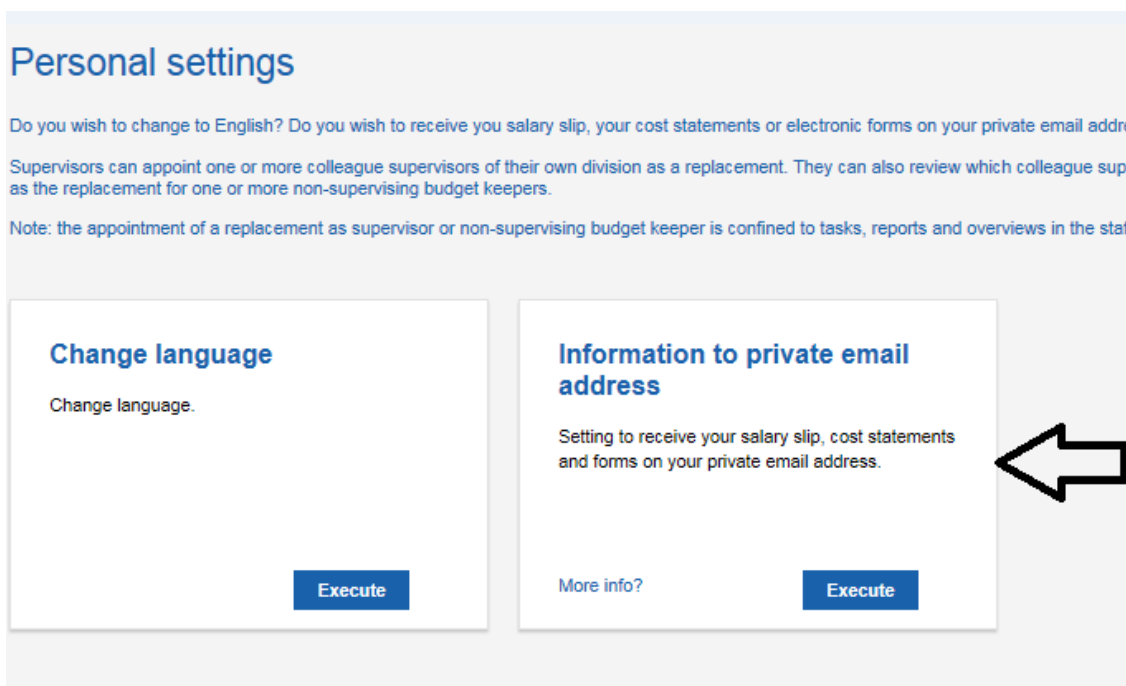 Personal settings
Do you wish to change to English? Do you wish to receive you salary slip, your cost statements or electronic forms on your private email
Supervisors can appoint one or more colleague supervisors of their own division as a replacement. They can also review which colleague
as the replacement for one or more non-supervising budget keepers.
Note: the appointment of a replacement as supervisor or non-supervising budget keeper is confined to tasks, reports and overviews in the
Change language
Change language.
Execute
Information to private email
address
Setting to receive your salary slip, cost statements
and forms on your private email address.
More info?
Execute